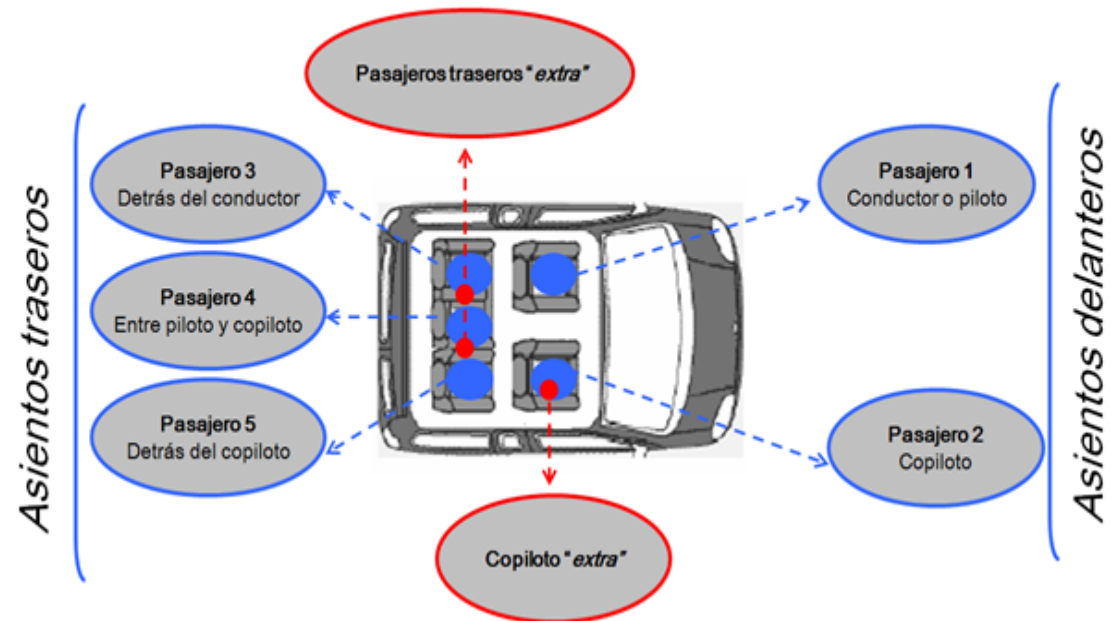 Pasajeros traseros "extra"
Asientos traseros
Pasajero 3
Detrás del conductor
Pasajero 4
Entre piloto y copiloto
Pasajero 5
Detrás del copiloto
Pasajero 1
Conductor o piloto
Pasajero 2
Copiloto
Asientos delanteros
Copiloto "extra"